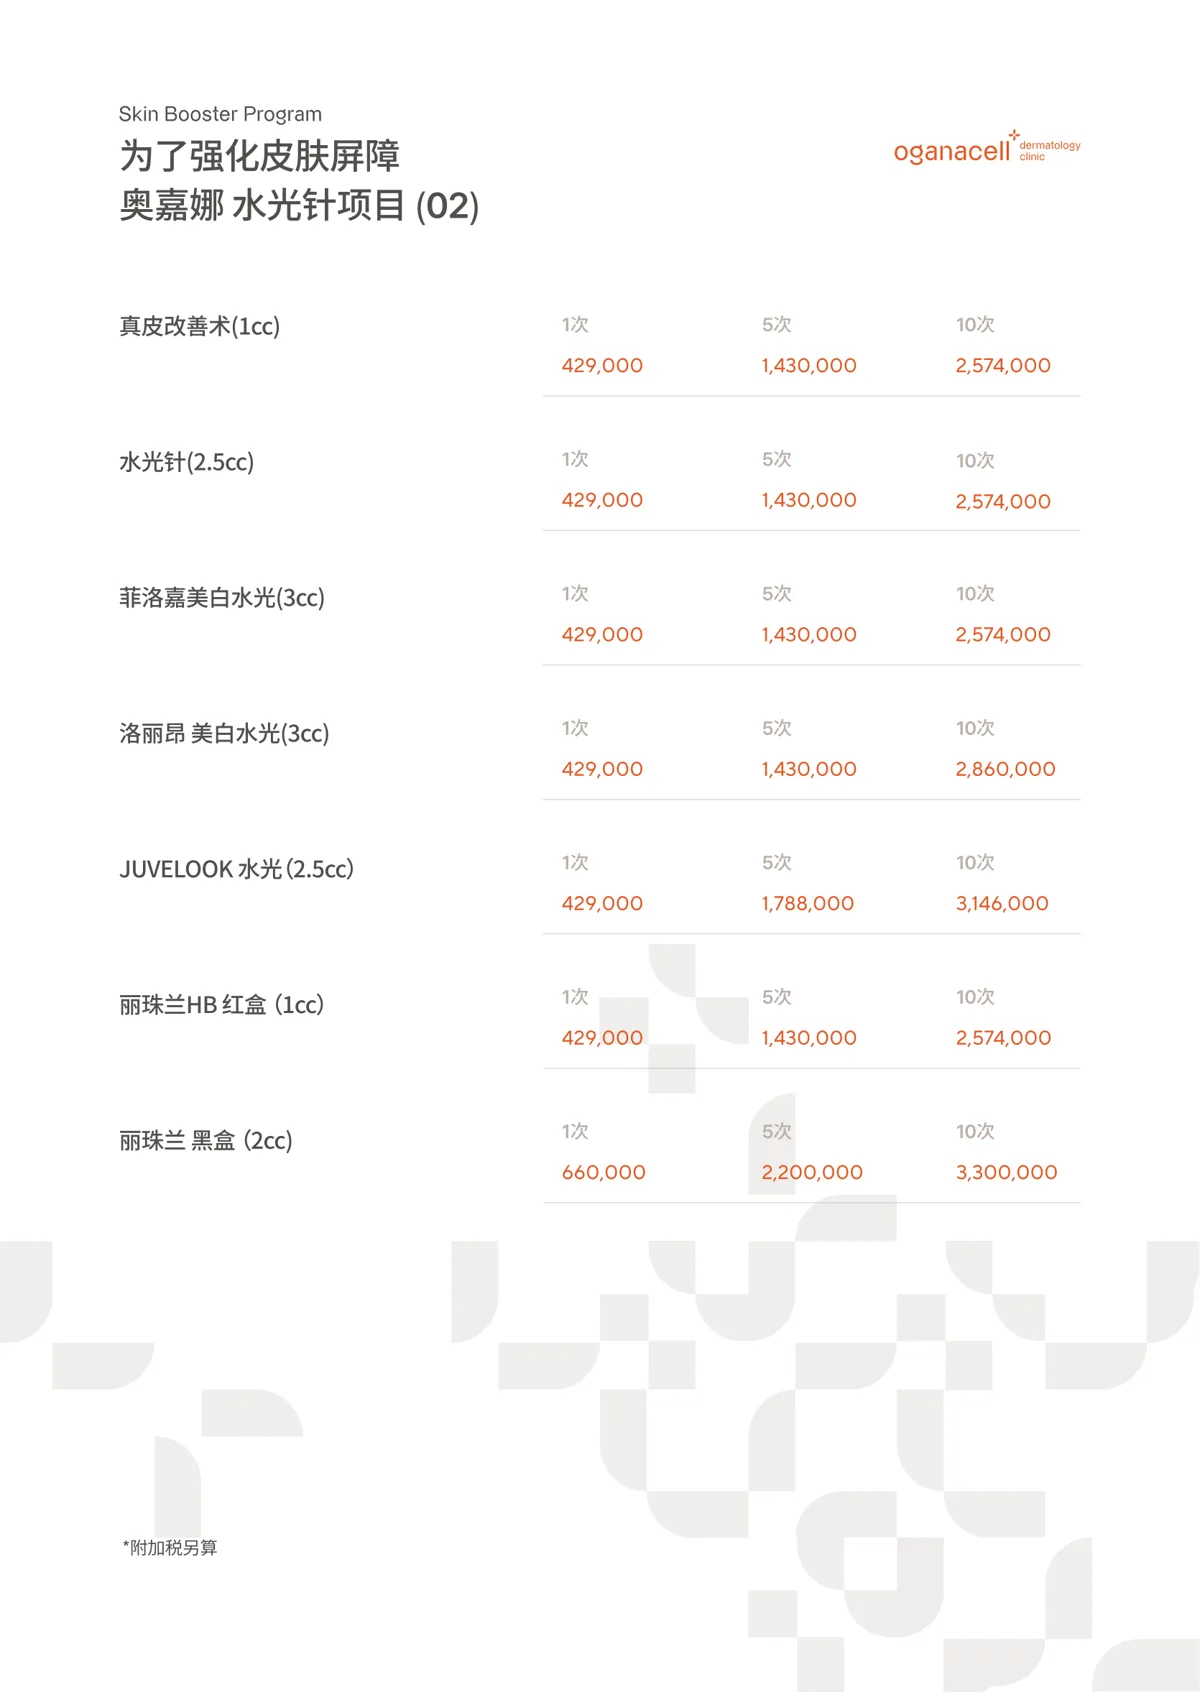 Skin Booster Program
为了强化皮肤屏障
奥嘉娜 水光针项目 (02)
oganacell dermatology clinic
真皮改善术(1cc)
1次 5次 10次
429,000 1,430,000 2,574,000
水光针(2.5cc)
1次 5次 10次
429,000 1,430,000 2,574,000
菲洛嘉美白水光(3cc)
1次 5次 10次
429,000 1,430,000 2,574,000
洛丽昂 美白水光(3cc)
1次 5次 10次
429,000 1,430,000 2,860,000
JUVELOOK 水光（2.5cc）
1次 5次 10次
429,000 1,788,000 3,146,000
丽珠兰HB 红盒（1cc）
1次 5次 10次
429,000 1,430,000 2,574,000
丽珠兰 黑盒（2cc)
1次 5次 10次
660,000 2,200,000 3,300,000
*附加税另算